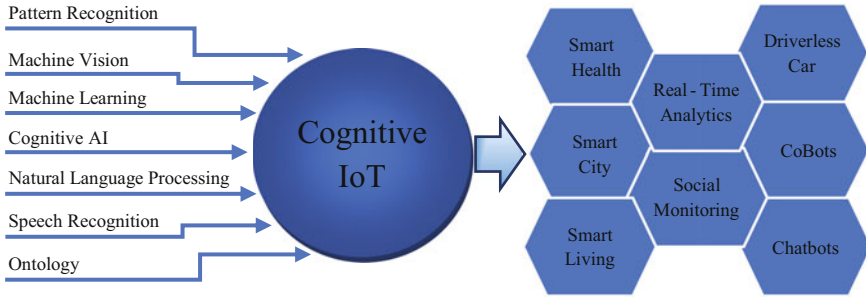 Pattern Recognition
Machine Vision
Machine Learning
Cognitive AI
Natural Language Processing
Speech Recognition
Ontology
Cognitive
IoT
Smart
Health
Smart
City
Smart
Living
Real - Time
Analytics
Social
Monitoring
Driverless
Car
CoBots
Chatbots